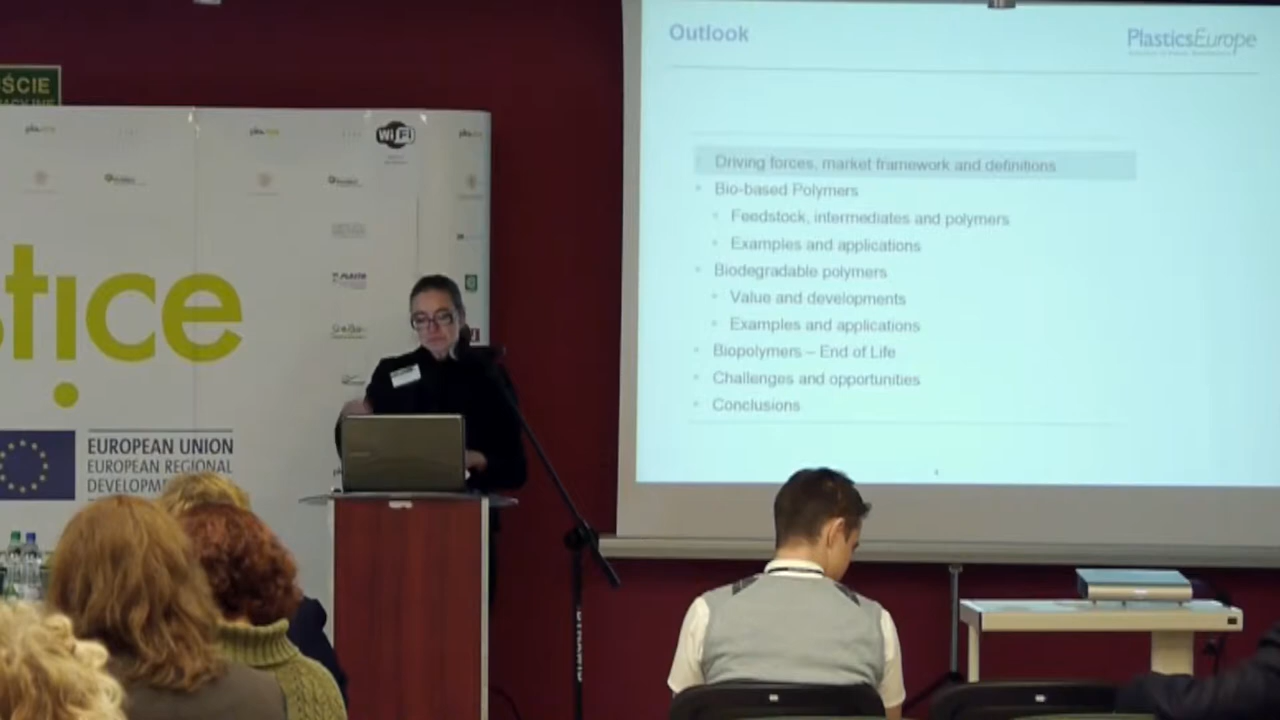 ŚCIE
WiFi
stice
EUROPEAN UNION
EUROPEAN REGIONAL
Outlook
PlasticsEurope
Driving forces, market framework and definitions
Bio-based Polymers
Feedstock, intermediates and polymers
Examples and applications
Biodegradable polymers
Value and developments
Examples and applications
Biopolymers – End of Life
Challenges and opportunities
Conclusions